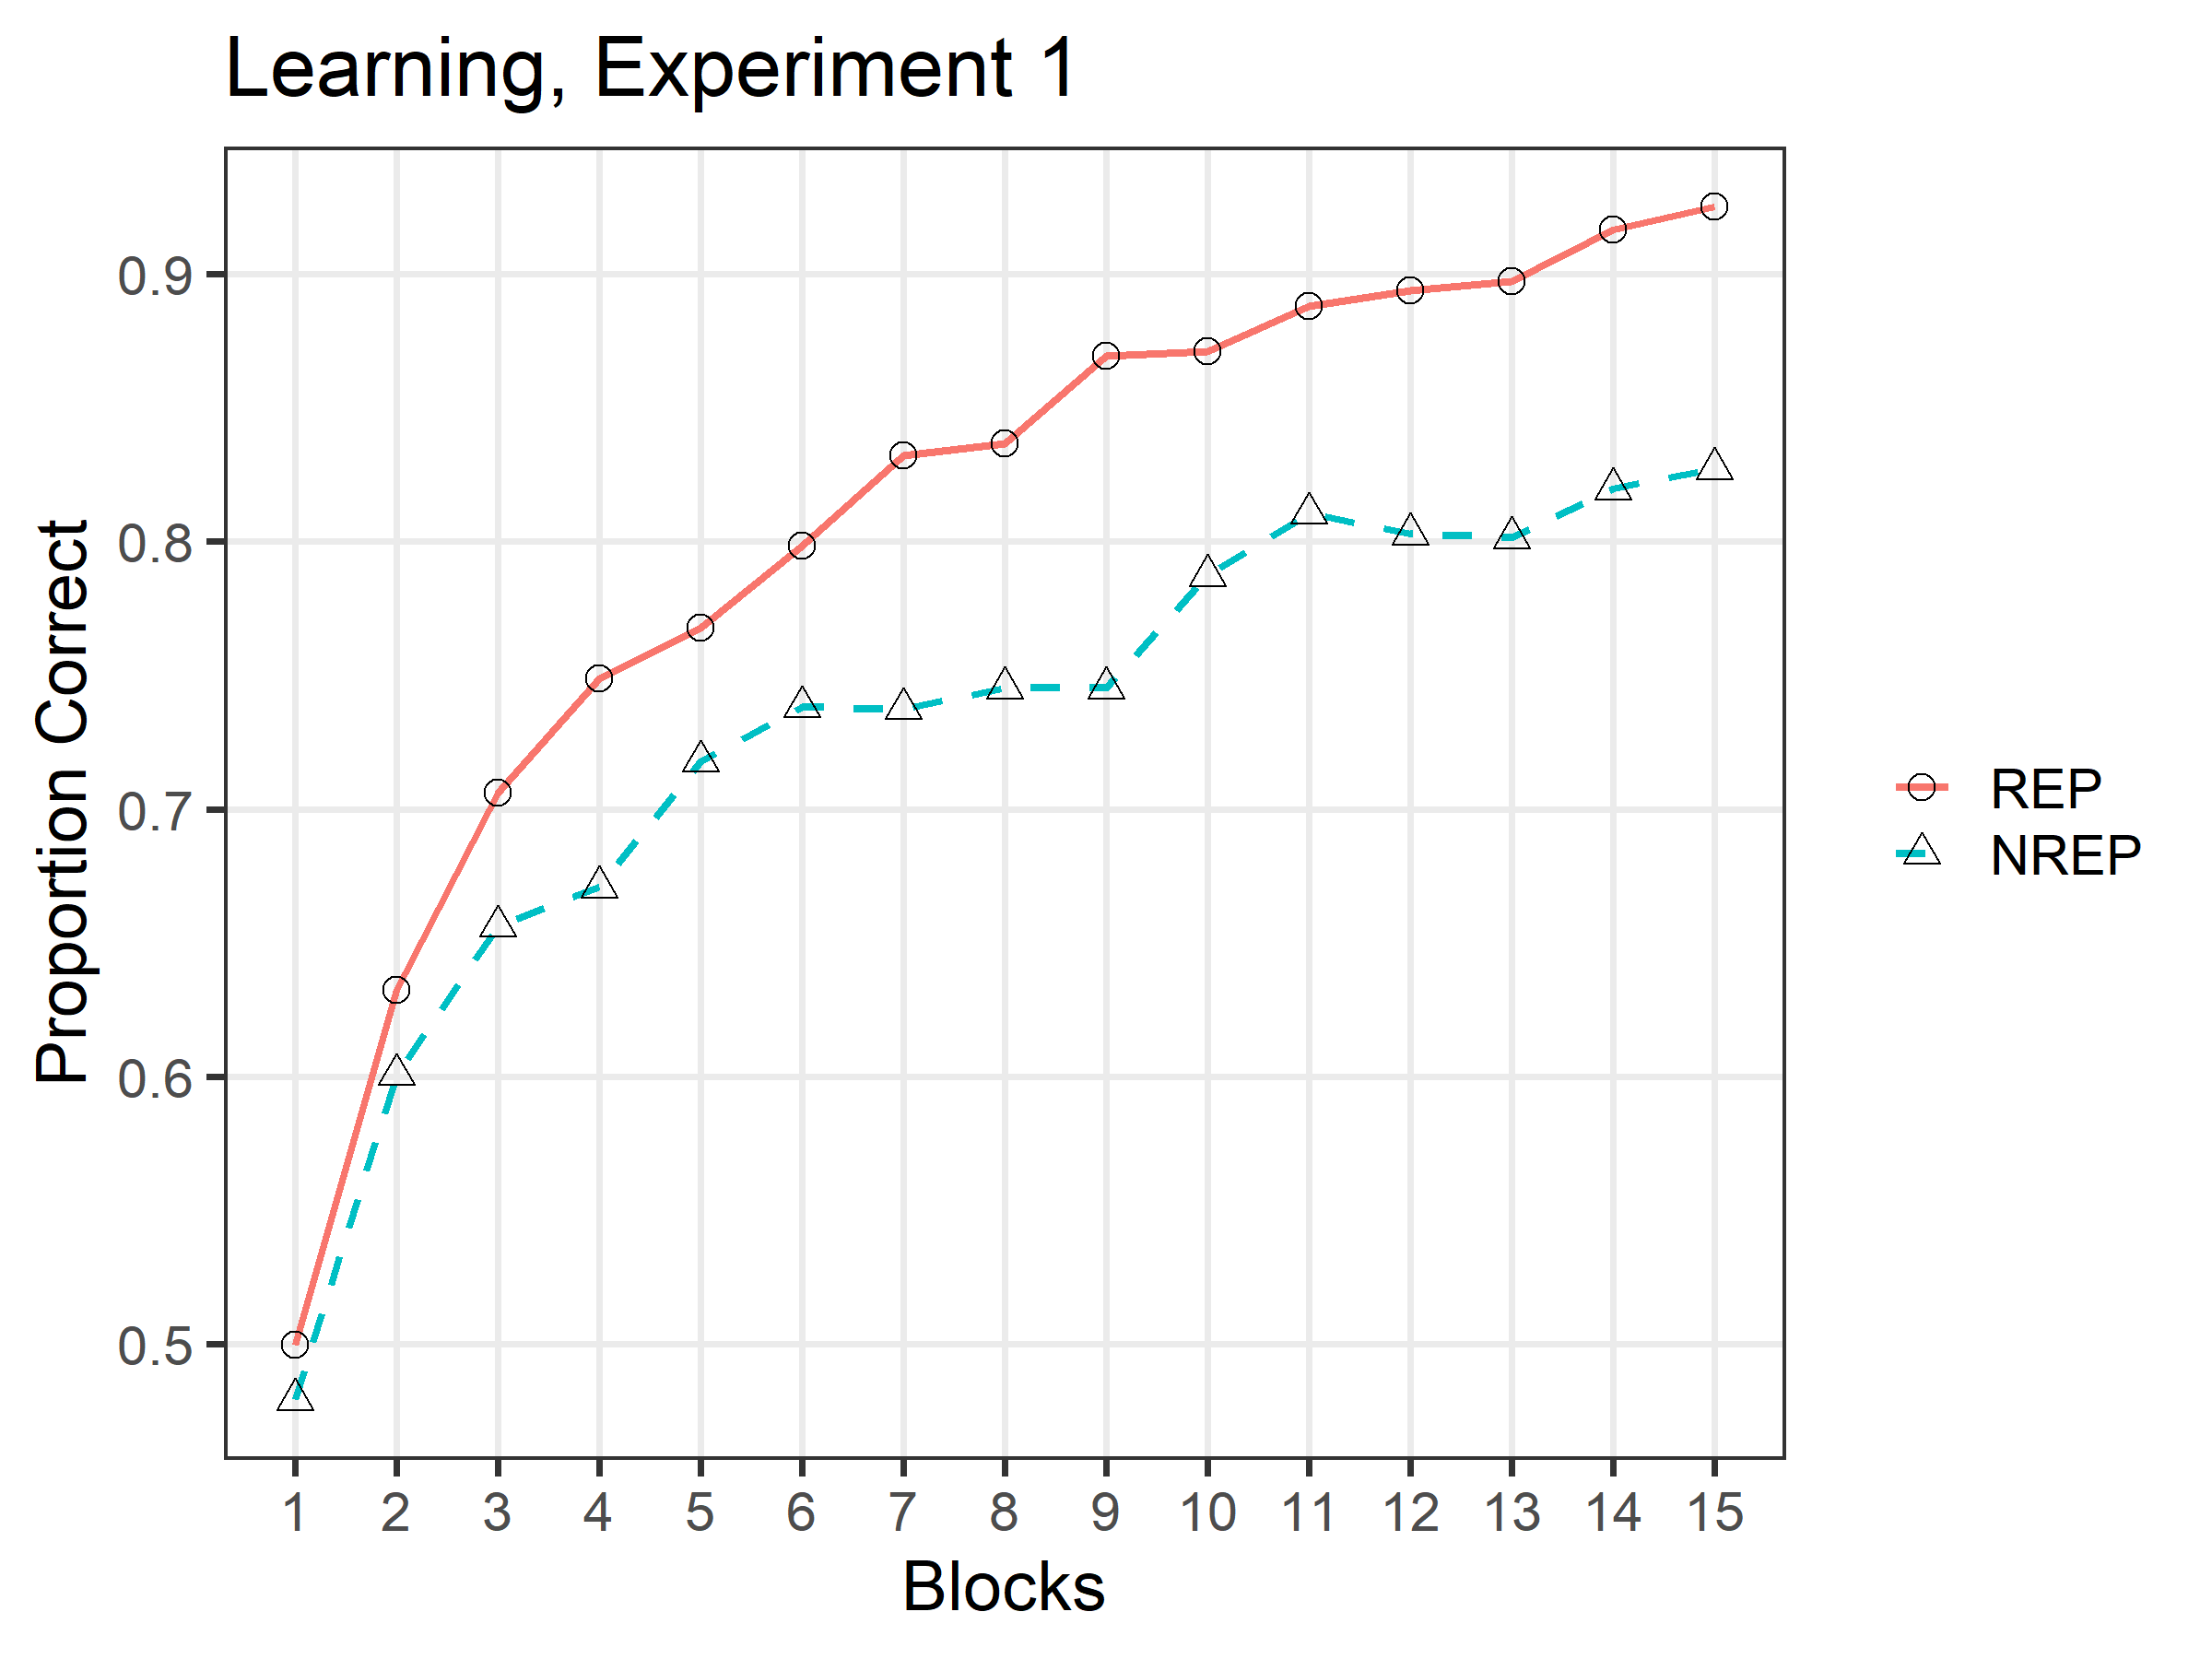 Learning, Experiment 1
Proportion Correct
0.9
0.8
0.7
0.6
0.5
1 2 3 4 5 6 7 8 9 10 11 12 13 14 15
Blocks
REP
NREP